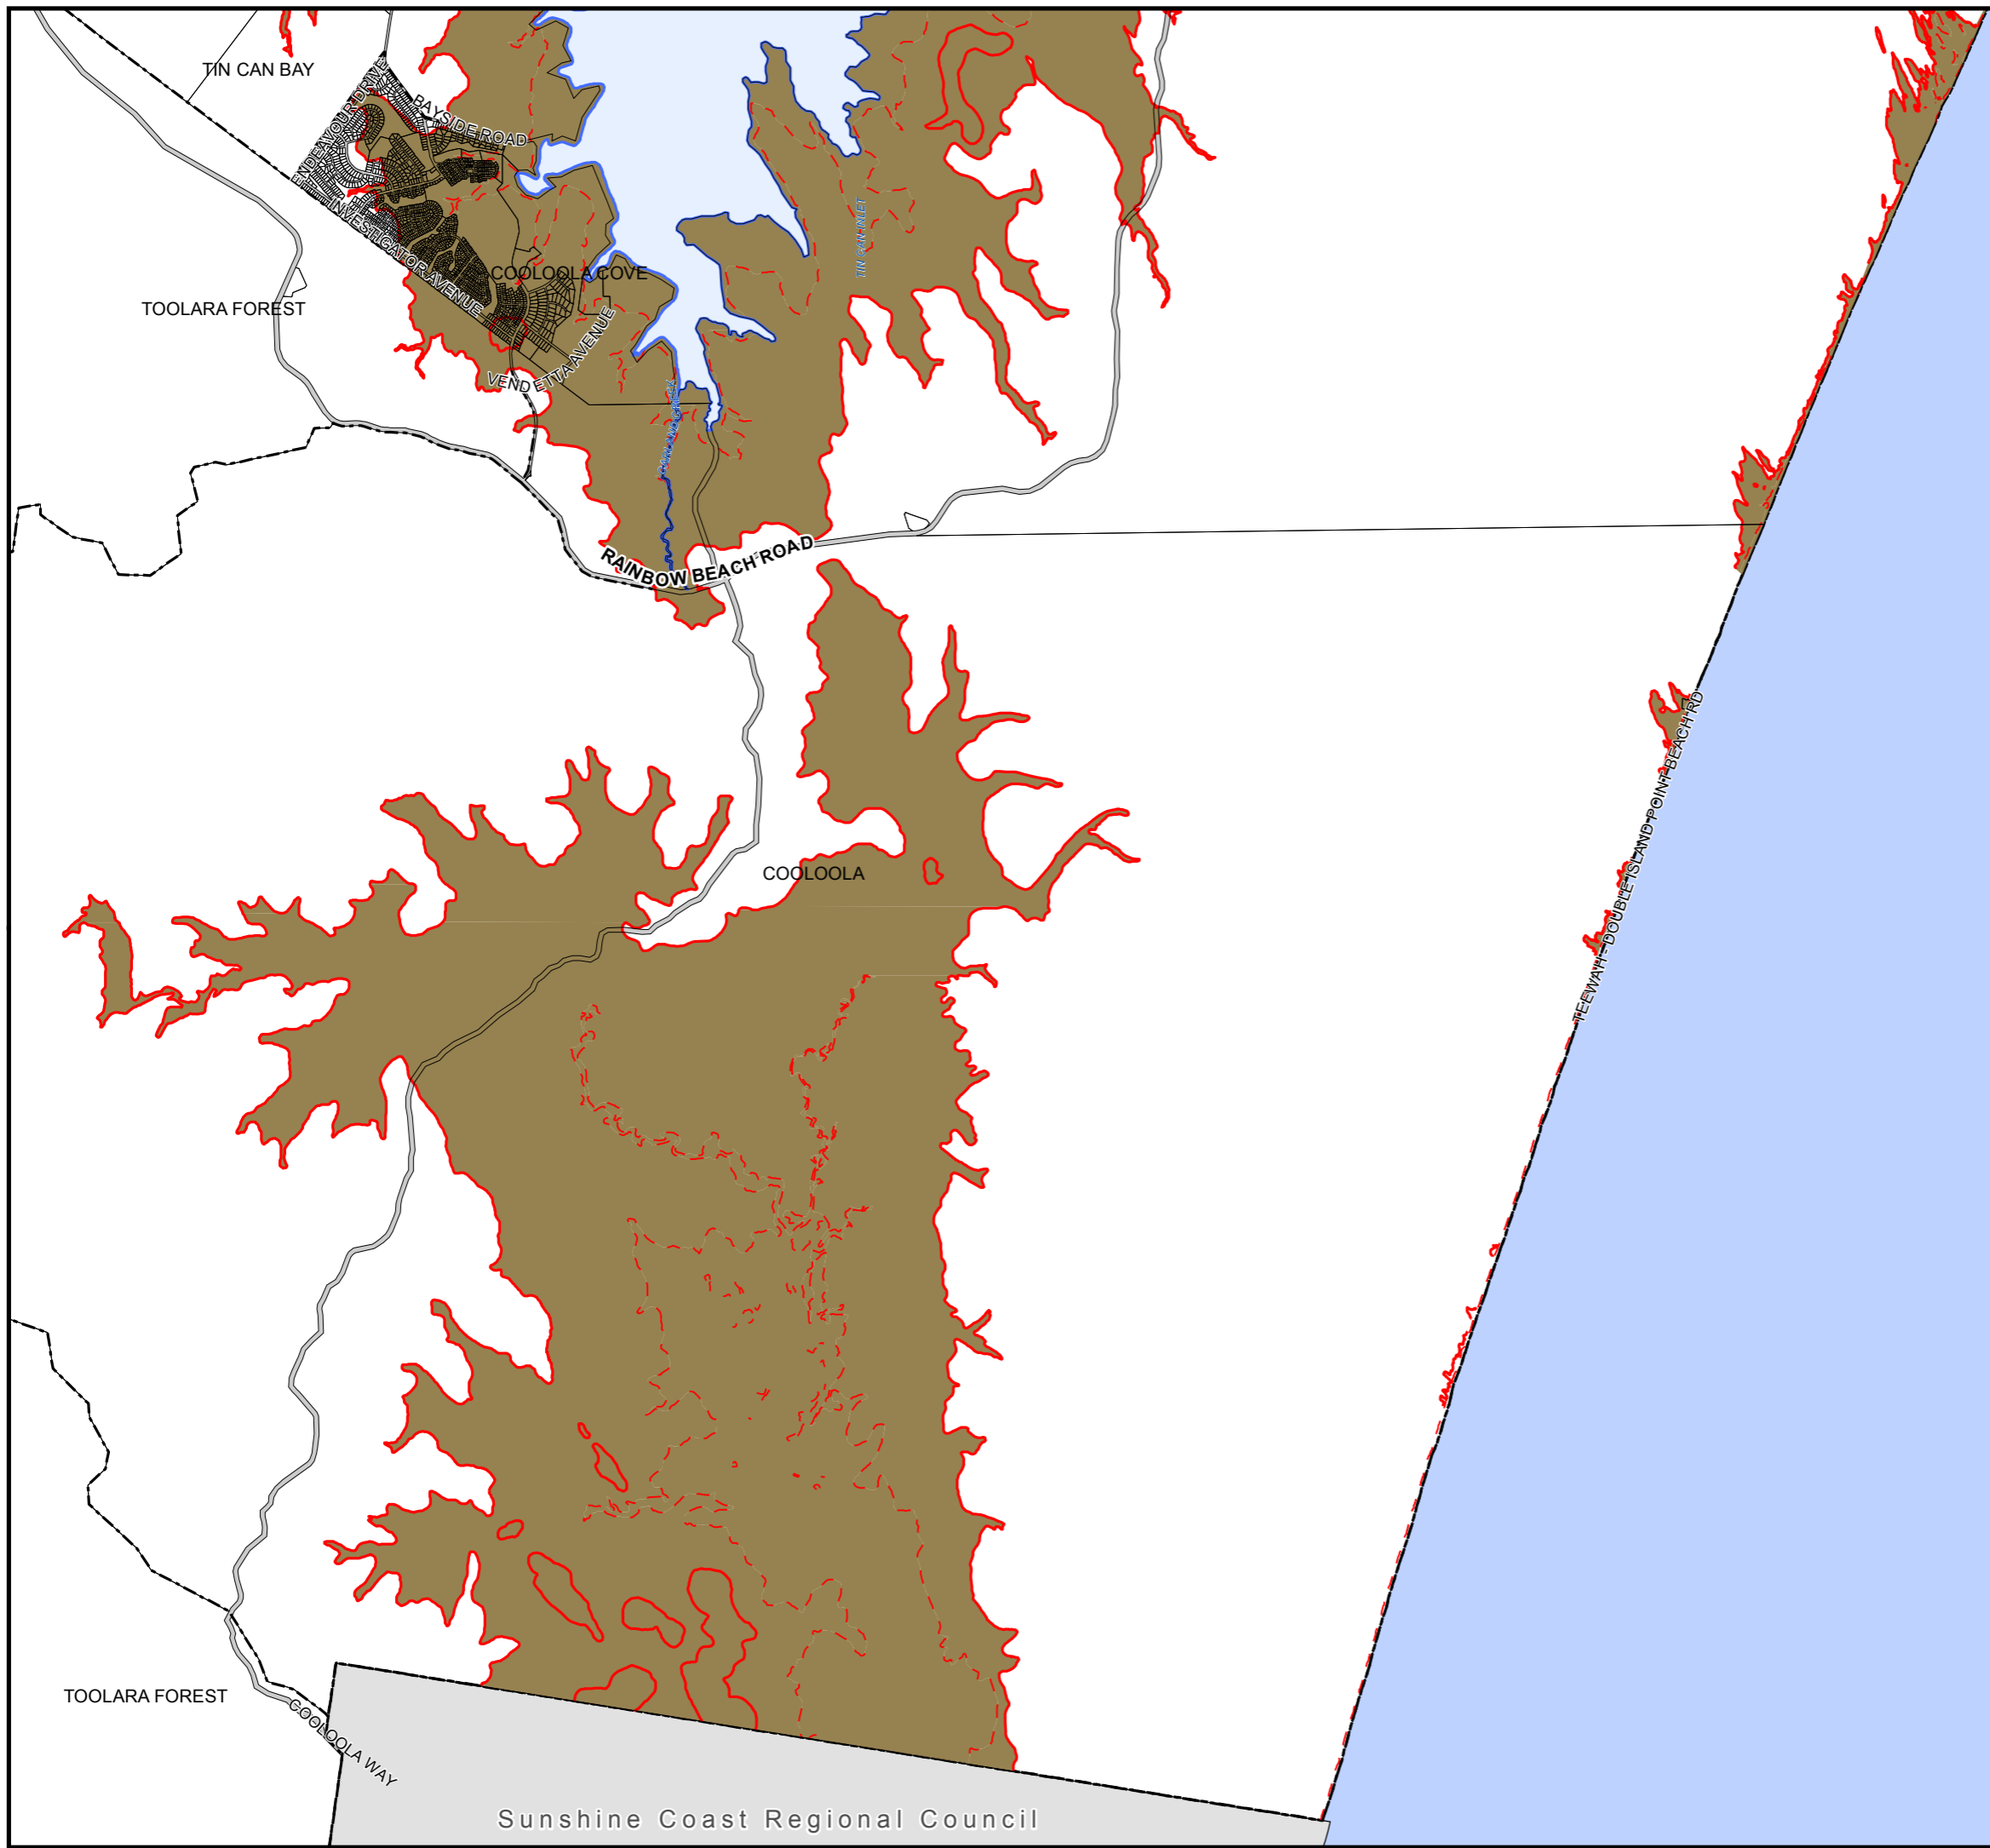 TIN CAN BAY
ENDEAVOUR DRIVE
BAYSIDE ROAD
INVESTIGATOR AVENUE
TIN CAN INLET
COOLOOLA COVE
TOOLARA FOREST
VENDETTA AVENUE
RAINBOW BEACH ROAD
TEEWAH - DOUBLE ISLAND POINT BEACH RD
COOLOOLA
TOOLARA FOREST
COOLOOLA WAY
Sunshine Coast Regional Council